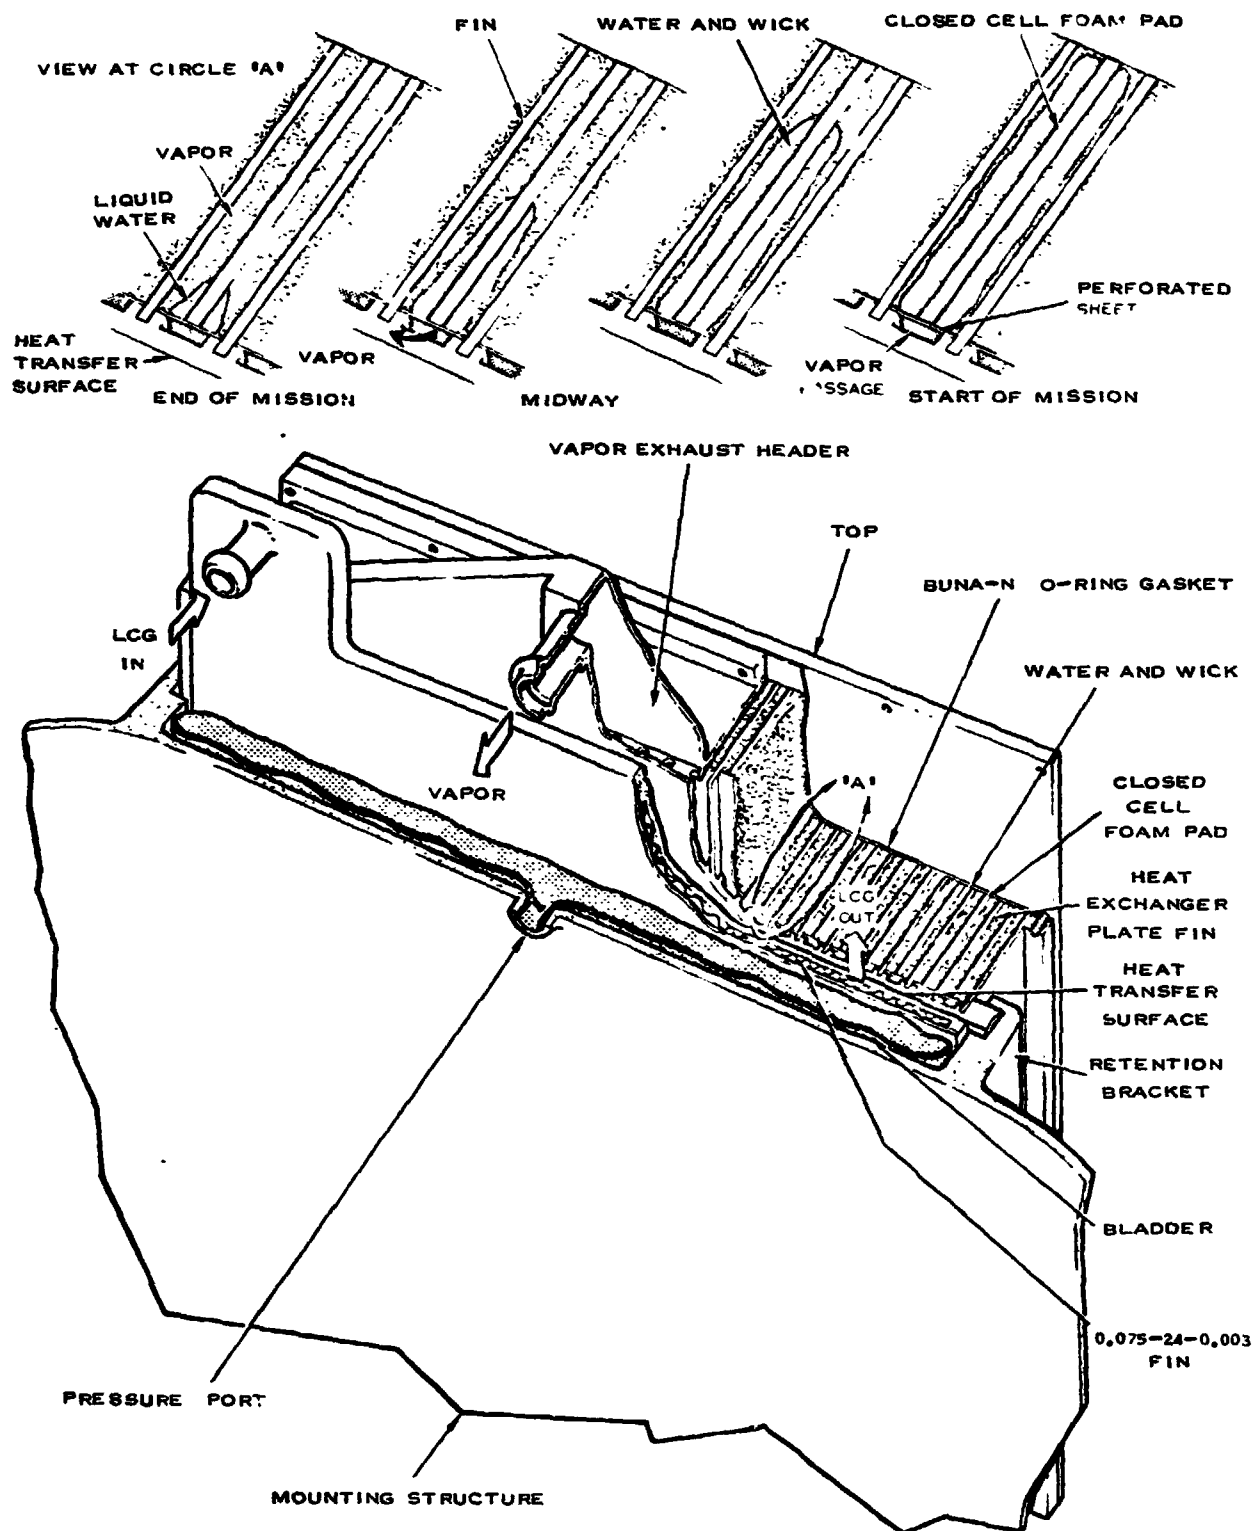 FIN
WATER AND WICK
CLOSED CELL FOAM PAD
VIEW AT CIRCLE 'A'
VAPOR
LIQUID
WATER
PERFORATED
SHEET
HEAT
TRANSFER
SURFACE
VAPOR
VAPOR
END OF MISSION
MIDWAY
START OF MISSION
VAPOR EXHAUST HEADER
TOP
BUNA-N O-RING GASKET
LCG
IN
WATER AND WICK
VAPOR
'A'
CLOSED
CELL
FOAM PAD
LCG
OUT
HEAT
EXCHANGER
PLATE FIN
HEAT
TRANSFER
SURFACE
RETENTION
BRACKET
BLADDER
0.075-24-0.003
FIN
PRESSURE PORT
MOUNTING STRUCTURE